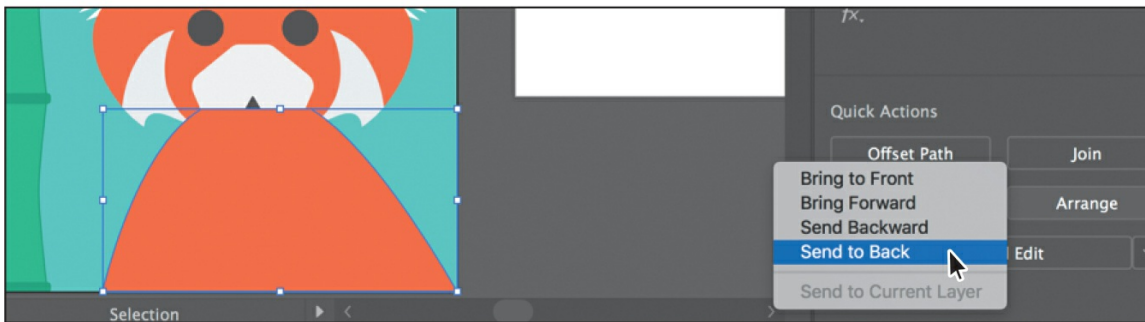 fx.
Quick Actions
Offset Path
Join
Bring to Front
Bring Forward
Send Backward
Send to Back
Send to Current Layer
Arrange
Edit
Selection